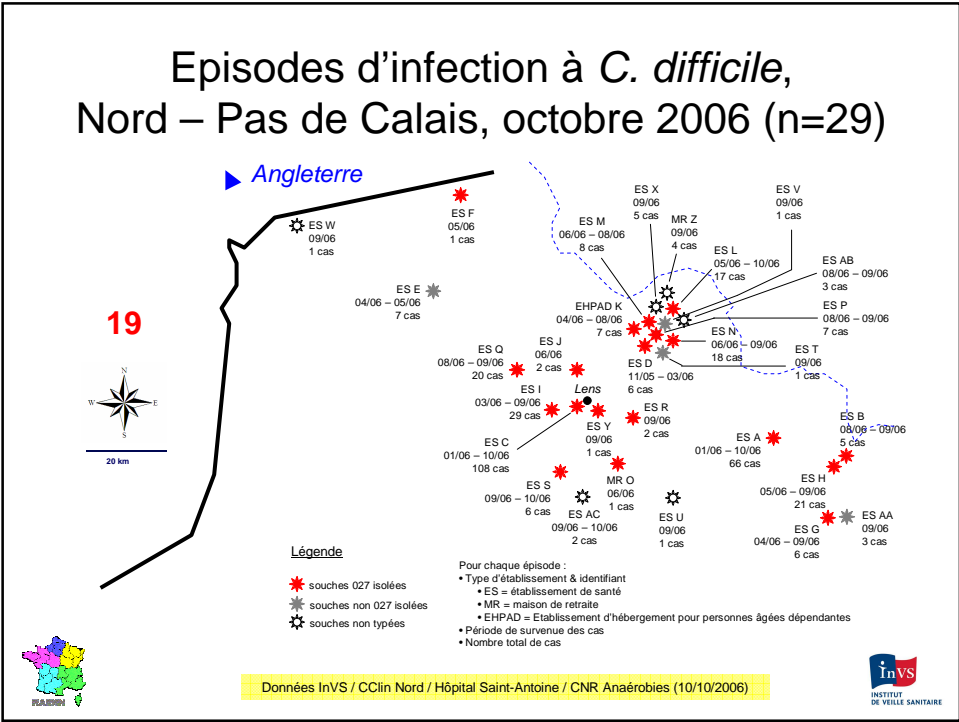 Episodes d'infection à C. difficile,
Nord – Pas de Calais, octobre 2006 (n=29)
Angleterre
ES W
09/06
1 cas
ES F
05/06
1 cas
ES E
04/06 – 05/06
7 cas
19
N
W
E
S
20 km
ES X
09/06
5 cas
ES V
09/06
1 cas
ES M
06/06 – 08/06
8 cas
MR Z
09/06
4 cas
ES L
05/06 – 10/06
17 cas
ES AB
08/06 – 09/06
3 cas
EHPAD K
04/06 – 08/06
7 cas
ES P
08/06 – 09/06
7 cas
ES N
06/06 – 09/06
18 cas
ES T
09/06
1 cas
ES D
11/05 – 03/06
6 cas
ES J
06/06
2 cas
ES Q
08/06 – 09/06
20 cas
Lens
ES I
03/06 – 09/06
29 cas
ES R
09/06
2 cas
ES Y
09/06
1 cas
ES C
01/06 – 10/06
108 cas
ES B
08/06 – 09/06
5 cas
ES A
01/06 – 10/06
66 cas
ES H
05/06 – 09/06
21 cas
MR O
06/06
1 cas
ES S
09/06 – 10/06
6 cas
ES AC
09/06 – 10/06
2 cas
ES U
09/06
1 cas
ES G
04/06 – 09/06
6 cas
ES AA
09/06
3 cas
Légende
souches 027 isolées
souches non 027 isolées
souches non typées
Pour chaque épisode :
• Type d'établissement & identifiant
• ES = établissement de santé
• MR = maison de retraite
• EHPAD = Etablissement d'hébergement pour personnes âgées dépendantes
• Période de survenue des cas
• Nombre total de cas
RAISIN
Données InVS / CClin Nord / Hôpital Saint-Antoine / CNR Anaérobies (10/10/2006)
InVS
INSTITUT
DE VEILLE SANITAIRE